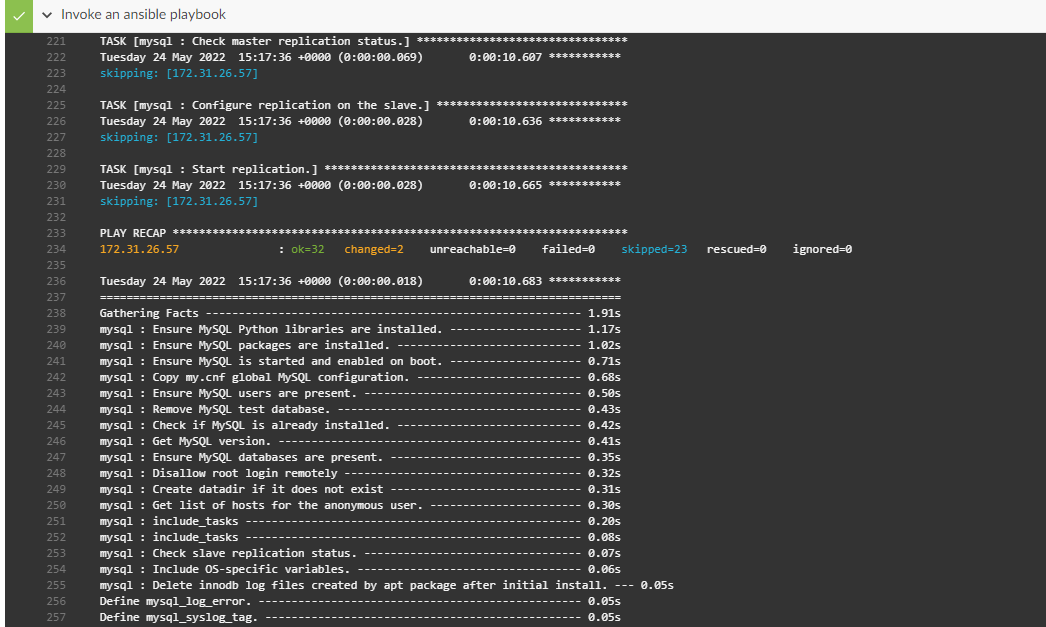 Invoke an ansible playbook
221 TASK [mysql : Check master replication status.] ********************************
222 Tuesday 24 May 2022  15:17:36 +0000 (0:00:00.069)       0:00:10.607 ***********
223 skipping: [172.31.26.57]
224
225 TASK [mysql : Configure replication on the slave.] *****************************
226 Tuesday 24 May 2022  15:17:36 +0000 (0:00:00.028)       0:00:10.636 ***********
227 skipping: [172.31.26.57]
228
229 TASK [mysql : Start replication.] **********************************************
230 Tuesday 24 May 2022  15:17:36 +0000 (0:00:00.028)       0:00:10.665 ***********
231 skipping: [172.31.26.57]
232
233 PLAY RECAP *********************************************************************
234 172.31.26.57               : ok=32   changed=2    unreachable=0    failed=0    skipped=23   rescued=0    ignored=0
235
236 Tuesday 24 May 2022  15:17:36 +0000 (0:00:00.018)       0:00:10.683 ***********
237 ===============================================================================
238 Gathering Facts --------------------------------------------------------- 1.91s
239 mysql : Ensure MySQL Python libraries are installed. -------------------- 1.17s
240 mysql : Ensure MySQL packages are installed. ---------------------------- 1.02s
241 mysql : Ensure MySQL is started and enabled on boot. -------------------- 0.71s
242 mysql : Copy my.cnf global MySQL configuration. ------------------------- 0.68s
243 mysql : Ensure MySQL users are present. --------------------------------- 0.50s
244 mysql : Remove MySQL test database. ------------------------------------- 0.43s
245 mysql : Check if MySQL is already installed. ---------------------------- 0.42s
246 mysql : Get MySQL version. ---------------------------------------------- 0.41s
247 mysql : Ensure MySQL databases are present. ----------------------------- 0.35s
248 mysql : Disallow root login remotely ------------------------------------ 0.32s
249 mysql : Create datadir if it does not exist ----------------------------- 0.31s
250 mysql : Get list of hosts for the anonymous user. ----------------------- 0.30s
251 mysql : include_tasks --------------------------------------------------- 0.20s
252 mysql : include_tasks --------------------------------------------------- 0.08s
253 mysql : Check slave replication status. --------------------------------- 0.07s
254 mysql : Include OS-specific variables. ---------------------------------- 0.06s
255 mysql : Delete innodb log files created by apt package after initial install. --- 0.05s
256 Define mysql_log_error. ------------------------------------------------- 0.05s
257 Define mysql_syslog_tag. ------------------------------------------------ 0.05s